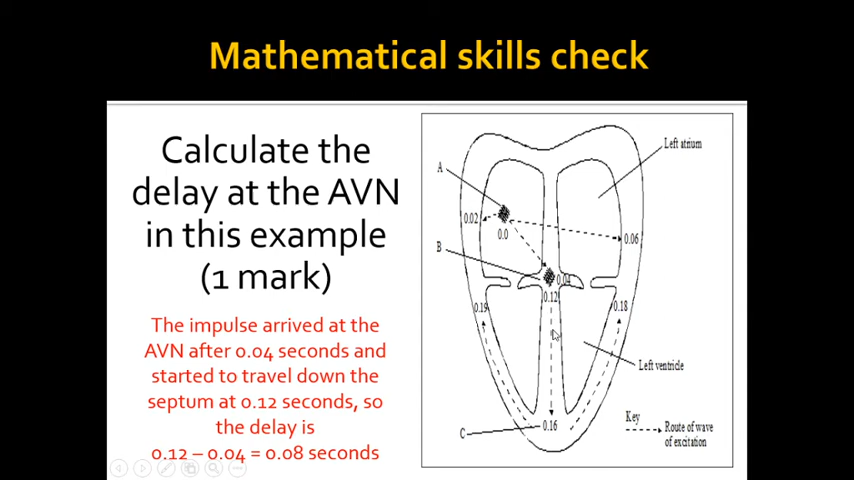 Mathematical skills check
Calculate the
delay at the AVN
in this example
(1 mark)
The impulse arrived at the
AVN after 0.04 seconds and
started to travel down the
septum at 0.12 seconds, so
the delay is
0.12 – 0.04 = 0.08 seconds
Left atrium
A
0.02
0.0
0.06
B
0.04
0.12
0.19
0.18
Left ventricle
Key
C
0.16
Route of wave
of excitation